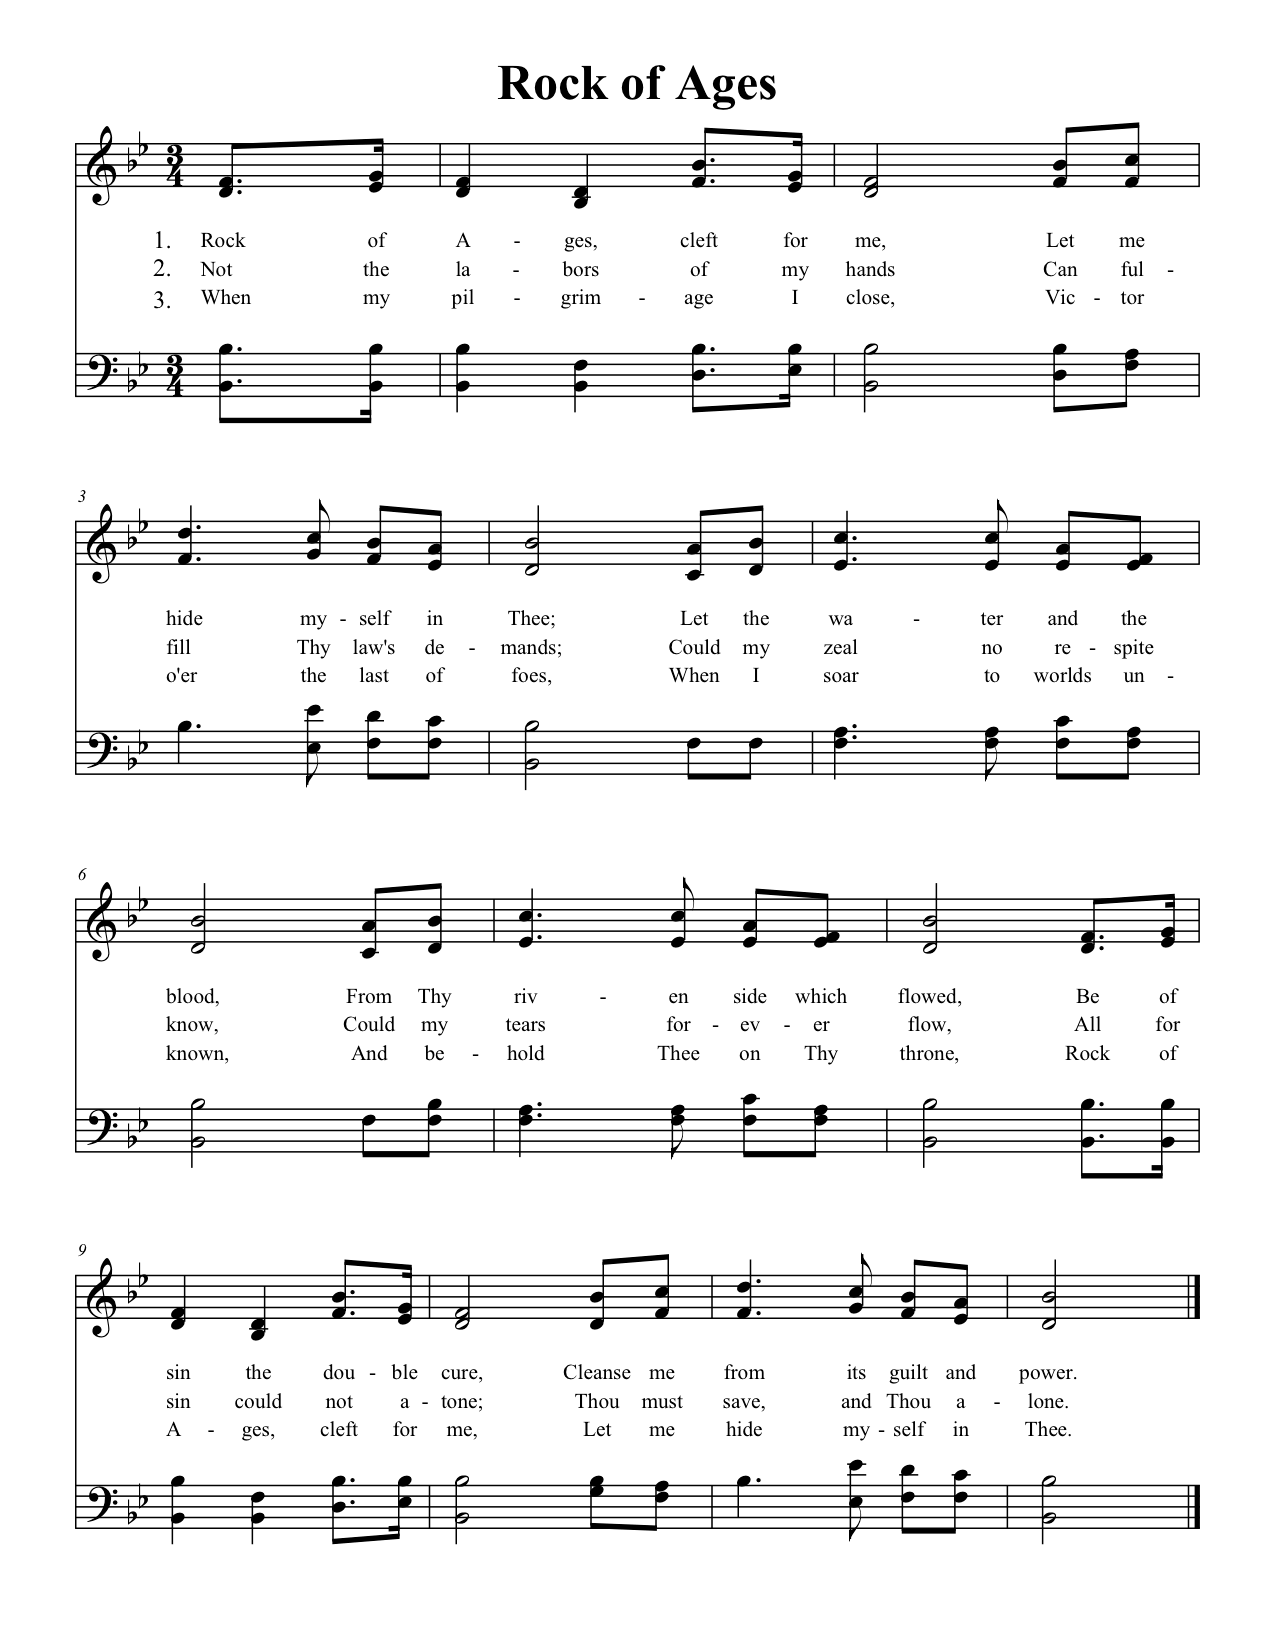 Rock of Ages
3
4
1. Rock of A - ges, cleft for me, Let me
2. Not the la - bors of my hands Can ful -
3. When my pil - grim - age I close, Vic - tor
3
4
3
hide my - self in Thee; Let the wa - ter and the
fill Thy law's de - mands; Could my zeal no re - spite
o'er the last of foes, When I soar to worlds un -
6
blood, From Thy riv - en side which flowed, Be of
know, Could my tears for - ev - er flow, All for
known, And be - hold Thee on Thy throne, Rock of
9
sin the dou - ble cure, Cleanse me from its guilt and power.
sin could not a - tone; Thou must save, and Thou a - lone.
A - ges, cleft for me, Let me hide my - self in Thee.